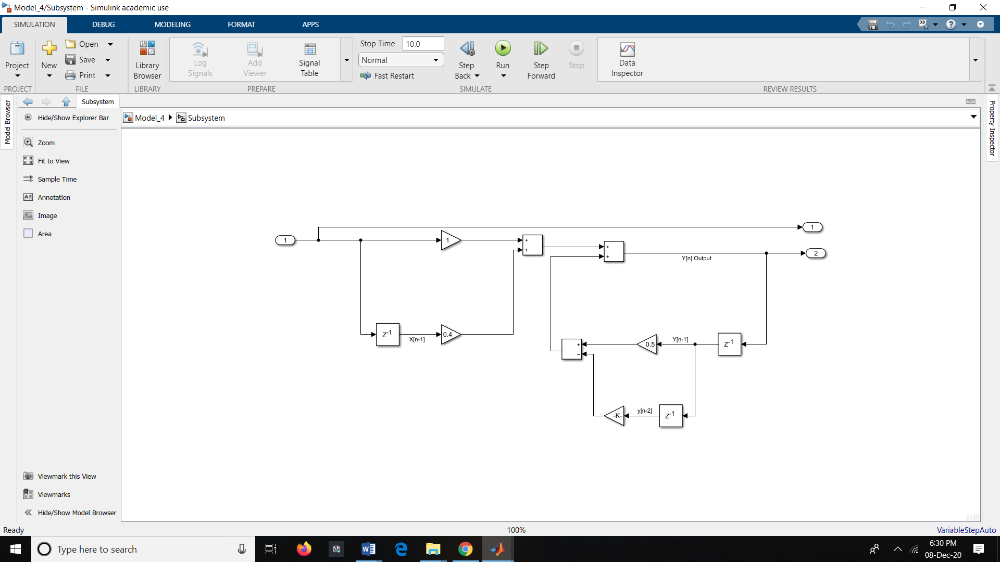 Model_4/Subsystem - Simulink academic use
SIMULATION
DEBUG
MODELING
FORMAT
APPS
Project
New
Open
Save
Print
Library
Browser
Log
Signals
Add
Viewer
Signal
Table
Stop Time
10.0
Normal
Fast Restart
Step
Back
Run
Step
Forward
Stop
Data
Inspector
PROJECT
FILE
LIBRARY
PREPARE
SIMULATE
REVIEW RESULTS
Model Browser
Property Inspector
Subsystem
Hide/Show Explorer Bar
Model_4
Subsystem
Zoom
Fit to View
Sample Time
Annotation
Image
Area
1
1
1
+
+
+
+
Y[n] Output
2
Z-1
X[n-1]
0.4
+
−
0.5
Y[n-1]
Z-1
-K-
y[n-2]
Z-1
Viewmark this View
Viewmarks
Hide/Show Model Browser
Ready
100%
VariableStepAuto
Type here to search
6:30 PM
08-Dec-20